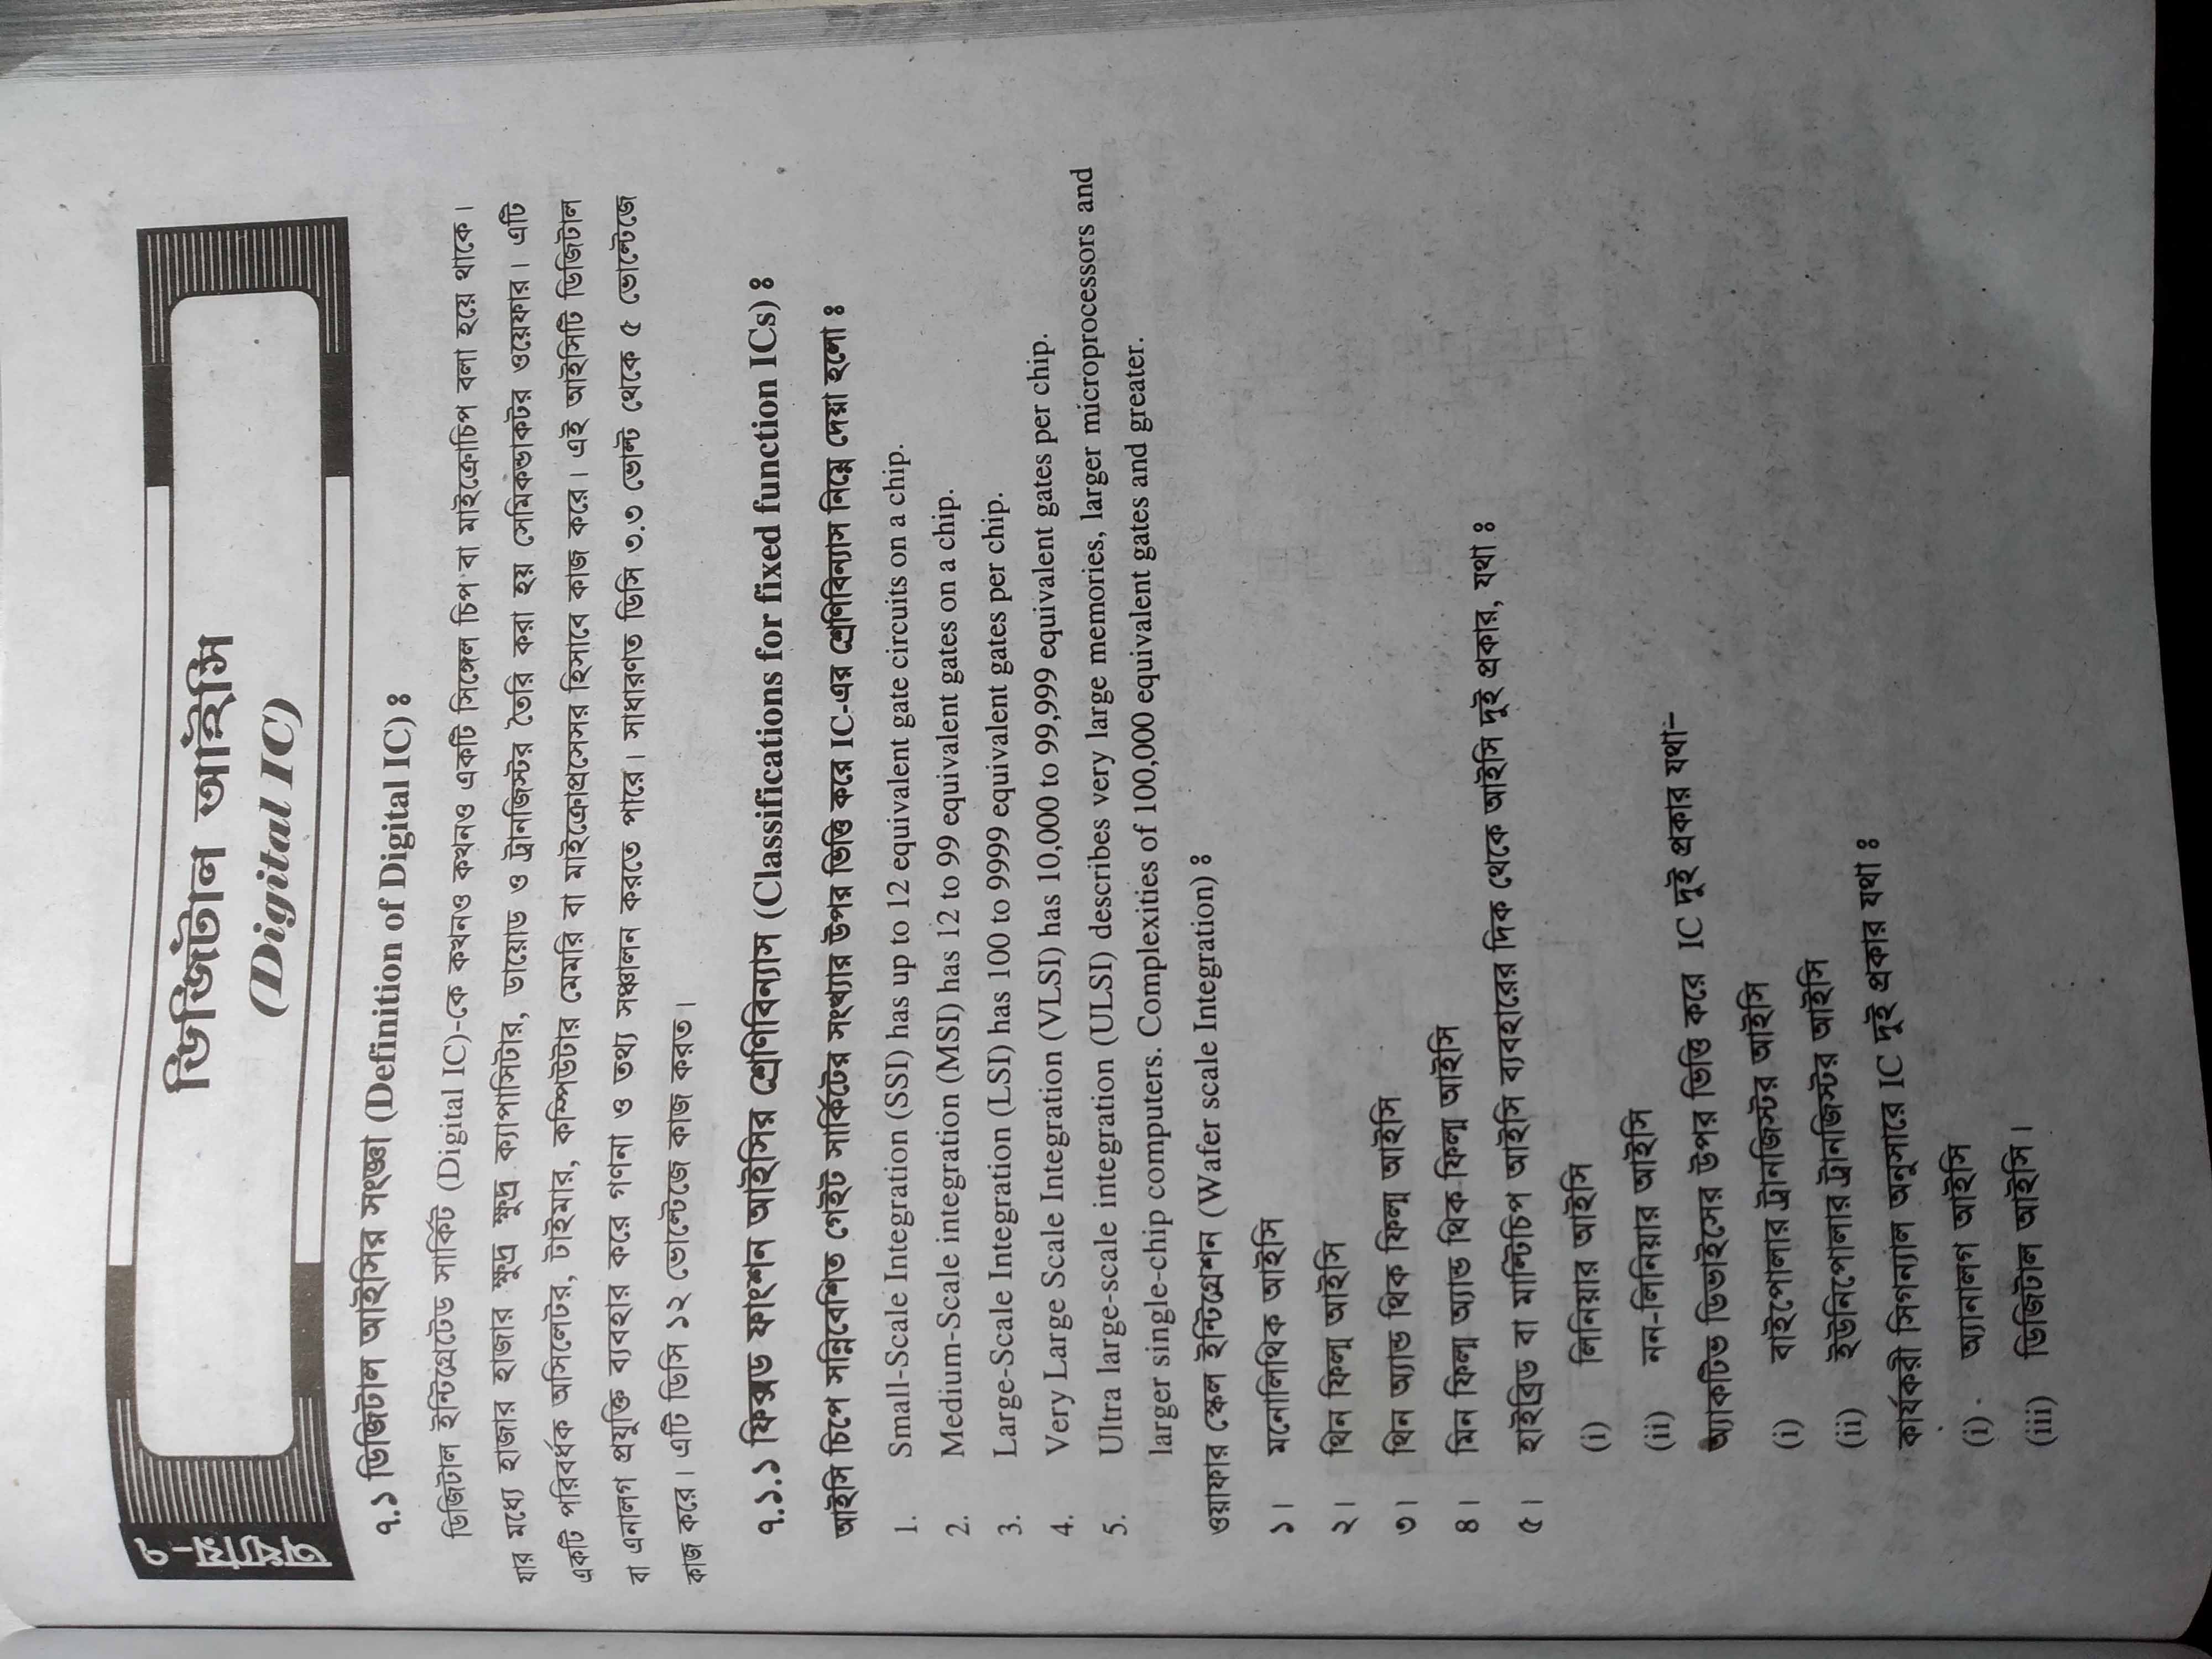 অধ্যায়-৭
ডিজিটাল আইসি
(Digital IC)
৭.১ ডিজিটাল আইসির সংজ্ঞা (Definition of Digital IC) ঃ
ডিজিটাল ইন্টিগ্রেটেড সার্কিট (Digital IC)-কে কখনও কখনও একটি সিঙ্গেল চিপ বা মাইক্রোচিপ বলা হয়ে থাকে।
যার মধ্যে হাজার হাজার ক্ষুদ্র ক্ষুদ্র ক্যাপাসিটার, ডায়োড ও ট্রানজিস্টর তৈরি করা হয় সেমিকন্ডাকটর ওয়েফার। এটি
একটি পরিবর্ধক অসিলেটর, টাইমার, কম্পিউটার মেমরি বা মাইক্রোপ্রসেসর হিসাবে কাজ করে। এই আইসিটি ডিজিটাল
বা এনালগ প্রযুক্তি ব্যবহার করে গণনা ও তথ্য সঞ্চালন করতে পারে। সাধারণত ডিসি ৩.৩ ভোল্ট থেকে ৫ ভোল্টেজে
কাজ করে। এটি ডিসি ১২ ভোল্টেজে কাজ করত।
৭.১.১ ফিক্সড ফাংশন আইসির শ্রেণিবিন্যাস (Classifications for fixed function ICs) ঃ
আইসি চিপে সন্নিবেশিত গেইট সার্কিটের সংখ্যার উপর ভিত্তি করে IC-এর শ্রেণিবিন্যাস নিম্নে দেয়া হলো ঃ
1. Small-Scale Integration (SSI) has up to 12 equivalent gate circuits on a chip.
2. Medium-Scale integration (MSI) has 12 to 99 equivalent gates on a chip.
3. Large-Scale Integration (LSI) has 100 to 9999 equivalent gates per chip.
4. Very Large Scale Integration (VLSI) has 10,000 to 99,999 equivalent gates per chip.
5. Ultra large-scale integration (ULSI) describes very large memories, larger microprocessors and
larger single-chip computers. Complexities of 100,000 equivalent gates and greater.
ওয়াফার স্কেল ইন্টিগ্রেশন (Wafer scale Integration) ঃ
১। মনোলিথিক আইসি
২। থিন ফিল্ম আইসি
৩। থিন অ্যান্ড থিক ফিল্ম আইসি
৪। মিন ফিল্ম অ্যান্ড থিক ফিল্ম আইসি
৫। হাইব্রিড বা মাল্টিচিপ আইসি ব্যবহারের দিক থেকে আইসি দুই প্রকার, যথা ঃ
(i) লিনিয়ার আইসি
(ii) নন-লিনিয়ার আইসি
অ্যাকটিভ ডিভাইসের উপর ভিত্তি করে IC দুই প্রকার যথা–
(i) বাইপোলার ট্রানজিস্টর আইসি
(ii) ইউনিপোলার ট্রানজিস্টর আইসি
কার্যকরী সিগন্যাল অনুসারে IC দুই প্রকার যথা ঃ
(i) অ্যানালগ আইসি
(iii) ডিজিটাল আইসি।